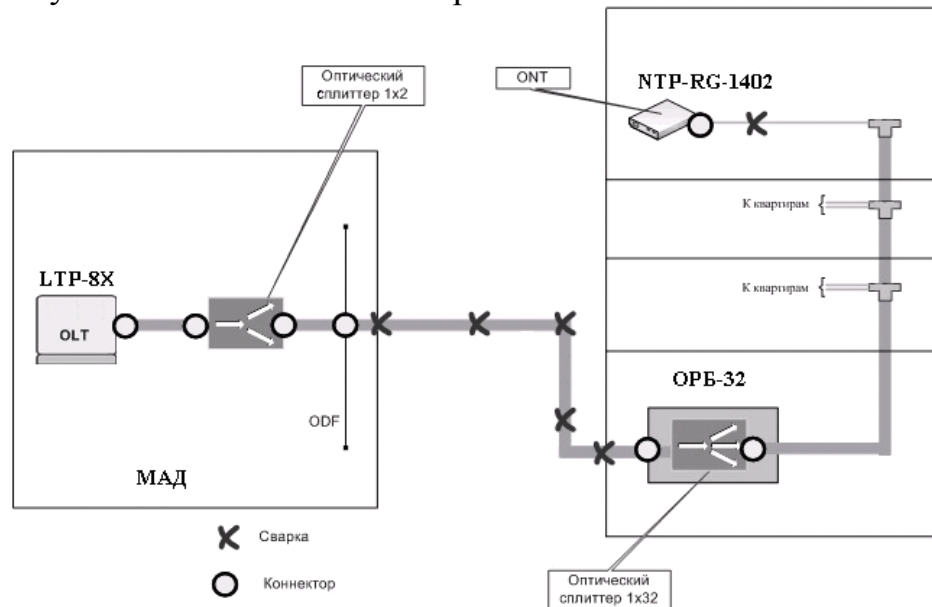 Оптический
сплиттер 1x2
ONT
NTP-RG-1402
К квартирам
LTP-8X
OLT
К квартирам
ОРБ-32
ODF
МАД
Сварка
Коннектор
Оптический
сплиттер 1x32